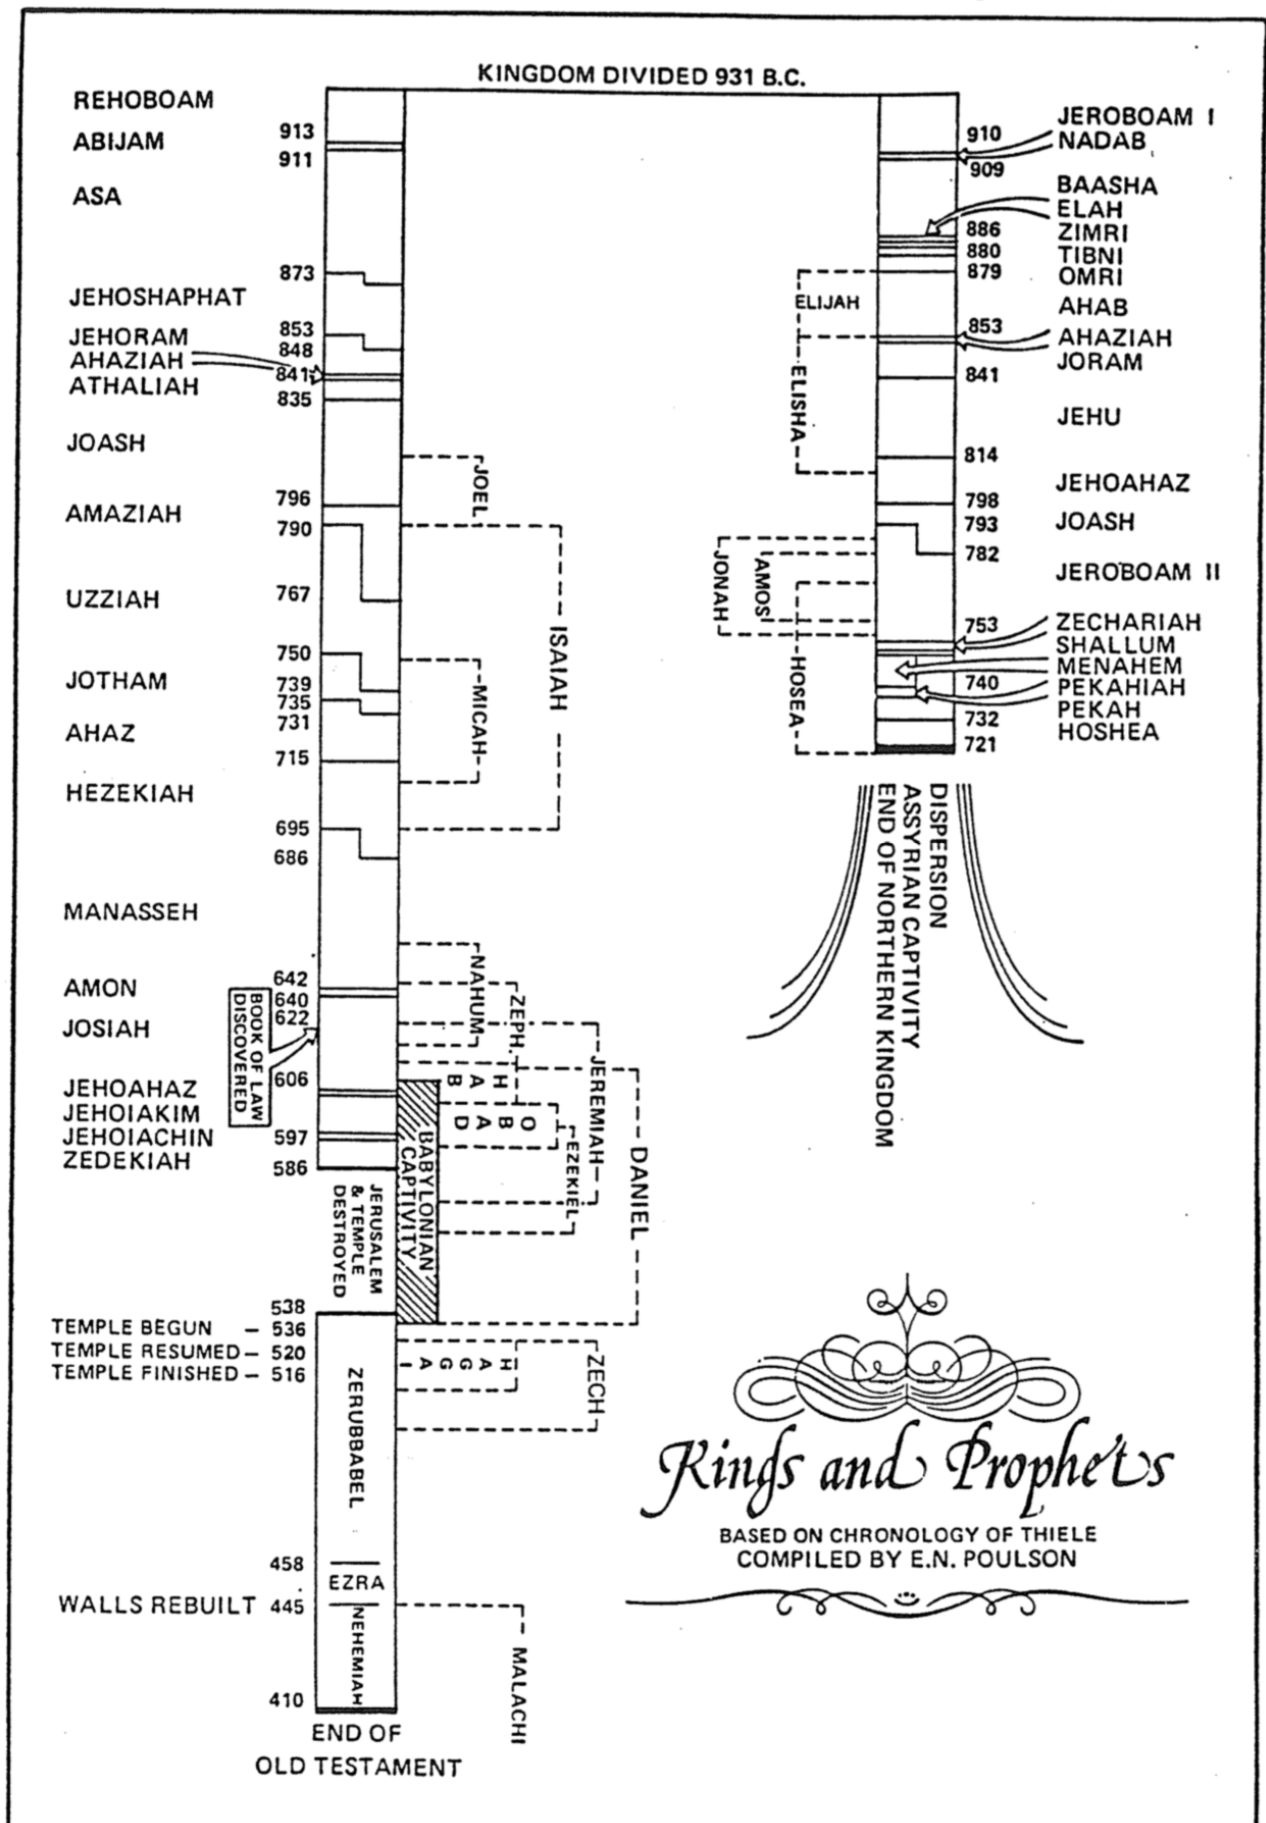 KINGDOM DIVIDED 931 B.C.
REHOBOAM
913
ABIJAM
911
ASA
873
JEHOSHAPHAT
853
JEHORAM
848
AHAZIAH
841
ATHALIAH
835
JOASH
796
AMAZIAH
790
767
UZZIAH
750
JOTHAM
739
735
731
AHAZ
715
HEZEKIAH
695
686
MANASSEH
642
AMON
640
622
JOSIAH
BOOK OF LAW
DISCOVERED
606
JEHOAHAZ
JEHOIAKIM
JEHOIACHIN
597
ZEDEKIAH
586
JERUSALEM
& TEMPLE
DESTROYED
BABYLONIAN
CAPTIVITY
538
TEMPLE BEGUN – 536
TEMPLE RESUMED – 520
TEMPLE FINISHED – 516
ZERUBBABEL
458
EZRA
WALLS REBUILT 445
NEHEMIAH
410
END OF
OLD TESTAMENT
JOEL
ISAIAH
MICAH
NAHUM
ZEPH.
JEREMIAH
HAB
OBAD
EZEKIEL
DANIEL
HAGGA
ZECH
MALACHI
JEROBOAM I
910
NADAB
909
BAASHA
ELAH
886
ZIMRI
880
TIBNI
879
OMRI
ELIJAH
AHAB
853
AHAZIAH
JORAM
841
ELISHA
JEHU
814
JEHOAHAZ
798
793
JOASH
782
JONAH
AMOS
JEROBOAM II
753
ZECHARIAH
SHALLUM
MENAHEM
HOSEA
740
PEKAHIAH
PEKAH
732
HOSHEA
721
DISPERSION
ASSYRIAN CAPTIVITY
END OF NORTHERN KINGDOM
Kings and Prophets
BASED ON CHRONOLOGY OF THIELE
COMPILED BY E.N. POULSON